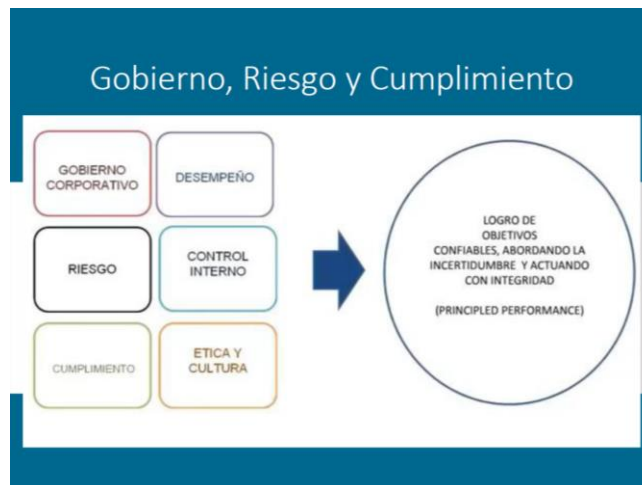 Gobierno, Riesgo y Cumplimiento
GOBIERNO
CORPORATIVO
DESEMPEÑO
RIESGO
CONTROL
INTERNO
CUMPLIMIENTO
ETICA Y
CULTURA
LOGRO DE
OBJETIVOS
CONFIABLES, ABORDANDO LA
INCERTIDUMBRE Y ACTUANDO
CON INTEGRIDAD
(PRINCIPLED PERFORMANCE)